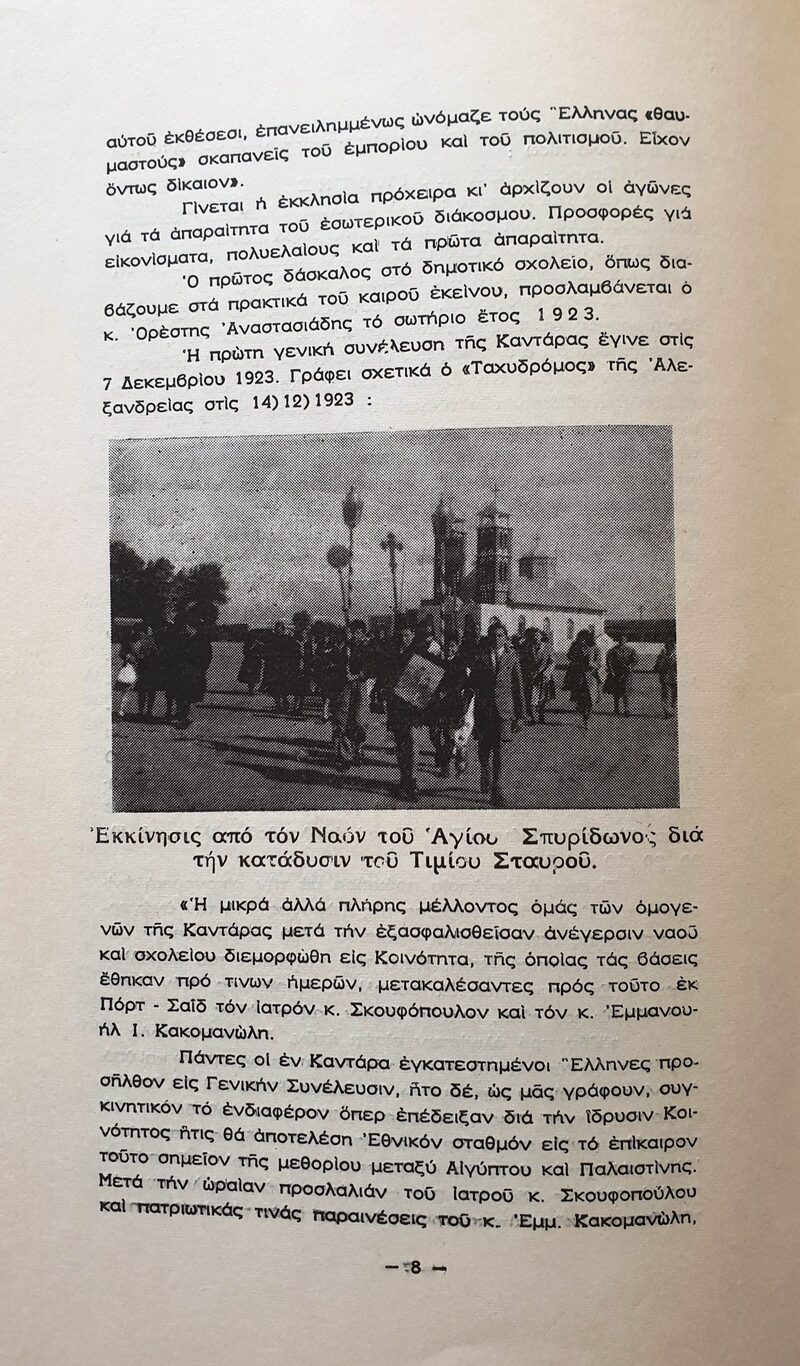 αὐτοῦ ἐκθέσεσι, ἐπανειλημμένως ὠνόμαζε τούς Ἕλληνας «θαυ-
μαστούς» σκαπανεῖς τοῦ ἐμπορίου καί τοῦ πολιτισμοῦ. Εἶχον
ὄντως δίκαιον».
Γίνεται ἡ ἐκκλησία πρόχειρα κι᾿ ἀρχίζουν οἱ ἀγῶνες
γιά τά ἀπαραίτητα τοῦ ἐσωτερικοῦ διάκοσμου. Προσφορές γιά
εἰκονίσματα, πολυελαίους καί τά πρῶτα ἀπαραίτητα.
Ὁ πρῶτος δάσκαλος στό δημοτικό σχολεῖο, ὅπως δια-
βάζουμε στά πρακτικά τοῦ καιροῦ ἐκείνου, προσλαμβάνεται ὁ
κ. Ὀρέστης Ἀναστασιάδης τό σωτήριο ἔτος 1923.
Ἡ πρώτη γενική συνέλευση τῆς Καντάρας ἔγινε στίς
7 Δεκεμβρίου 1923. Γράφει σχετικά ὁ «Ταχυδρόμος» τῆς Ἀλε-
ξανδρείας στίς 14)12)1923 :
Ἐκκίνησις από τόν Ναόν τοῦ Ἁγίου Σπυρίδωνος διά
τήν κατάδυσιν τοῦ Τιμίου Σταυροῦ.
«Ἡ μικρά ἀλλά πλήρης μέλλοντος ὁμάς τῶν ὁμογε-
νῶν τῆς Καντάρας μετά τήν ἐξασφαλισθεῖσαν ἀνέγερσιν ναοῦ
καί σχολείου διεμορφώθη εἰς Κοινότητα, τῆς ὁποίας τάς βάσεις
ἔθηκαν πρό τινων ἡμερῶν, μετακαλέσαντες πρός τοῦτο ἐκ
Πόρτ - Σαΐδ τόν ἰατρόν κ. Σκουφόπουλον καί τόν κ. Ἐμμανου-
ήλ Ι. Κακομανώλη.
Πάντες οἱ ἐν Καντάρα ἐγκατεστημένοι Ἕλληνες προ-
σῆλθον εἰς Γενικήν Συνέλευσιν, ἦτο δέ, ὡς μᾶς γράφουν, συγ-
κινητικόν τό ἐνδιαφέρον ὅπερ ἐπέδειξαν διά τήν ἵδρυσιν Κοι-
νότητος ἥτις θά ἀποτελέση Ἐθνικόν σταθμόν εἰς τό ἐπίκαιρον
τοῦτο σημεῖον τῆς μεθορίου μεταξύ Αἰγύπτου καί Παλαιστίνης.
Μετά τήν ὡραίαν προσλαλιάν τοῦ ἰατροῦ κ. Σκουφοπούλου
καί πατριωτικάς τινάς παραινέσεις τοῦ κ. Ἐμμ. Κακομανώλη,
— 8 —